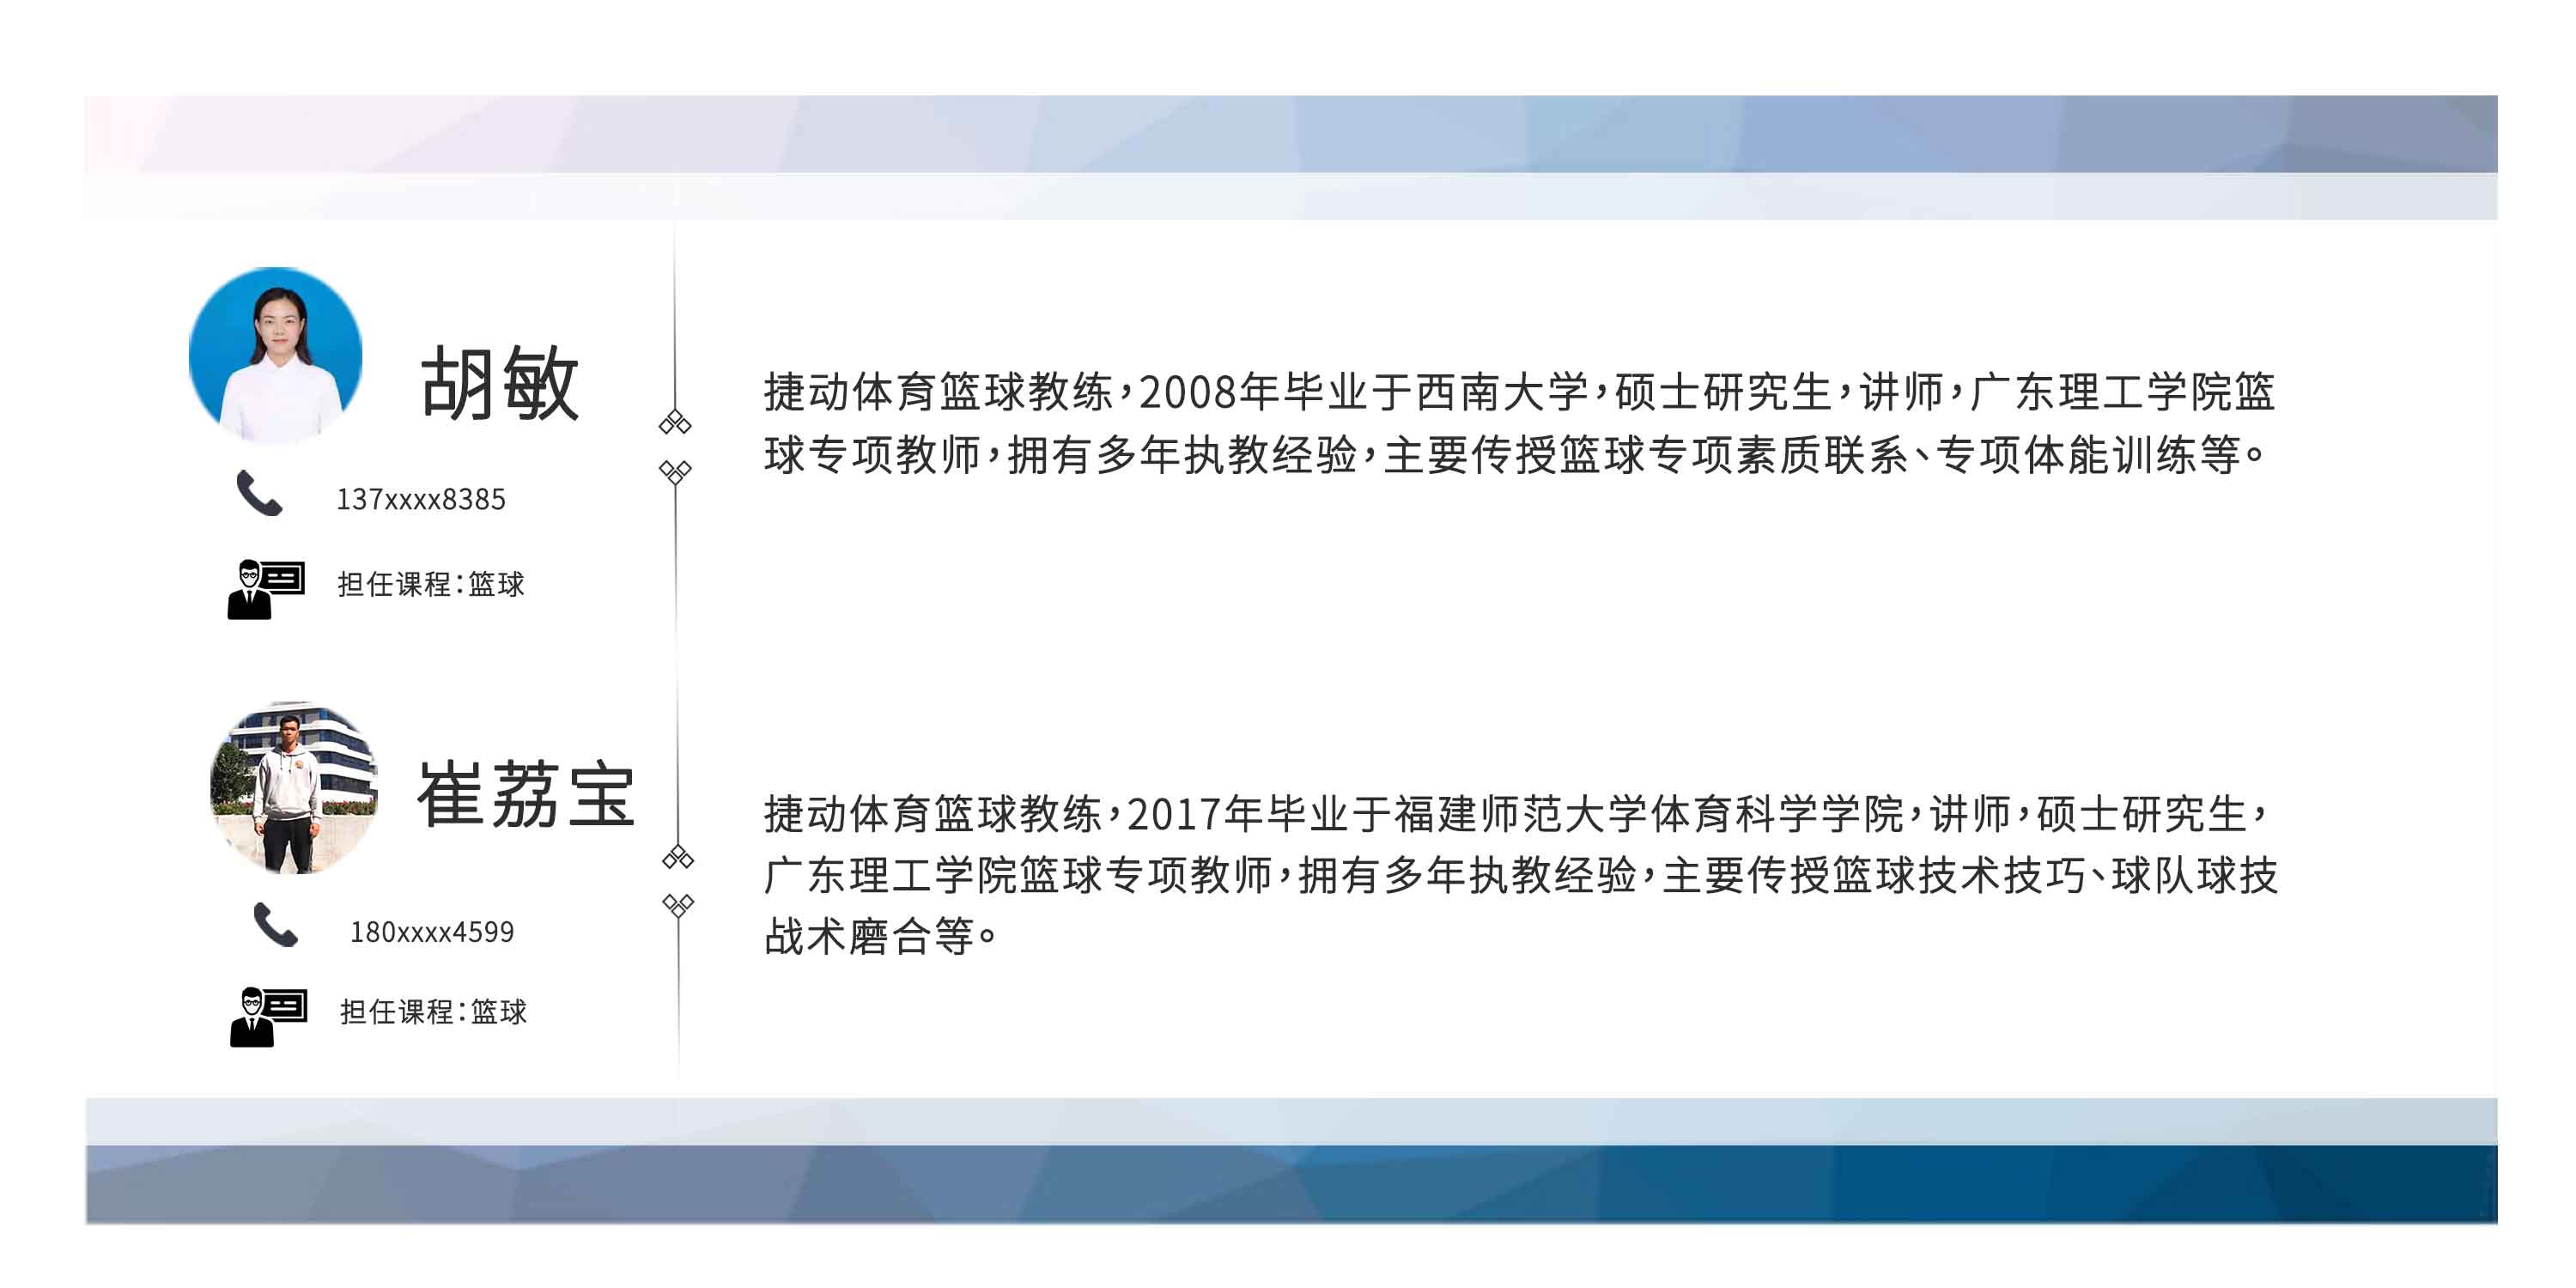 胡敏
137xxxx8385
担任课程：篮球
捷动体育篮球教练，2008年毕业于西南大学，硕士研究生，讲师，广东理工学院篮
球专项教师，拥有多年执教经验，主要传授篮球专项素质联系、专项体能训练等。
崔荔宝
180xxxx4599
担任课程：篮球
捷动体育篮球教练，2017年毕业于福建师范大学体育科学学院，讲师，硕士研究生，
广东理工学院篮球专项教师，拥有多年执教经验，主要传授篮球技术技巧、球队球技
战术磨合等。